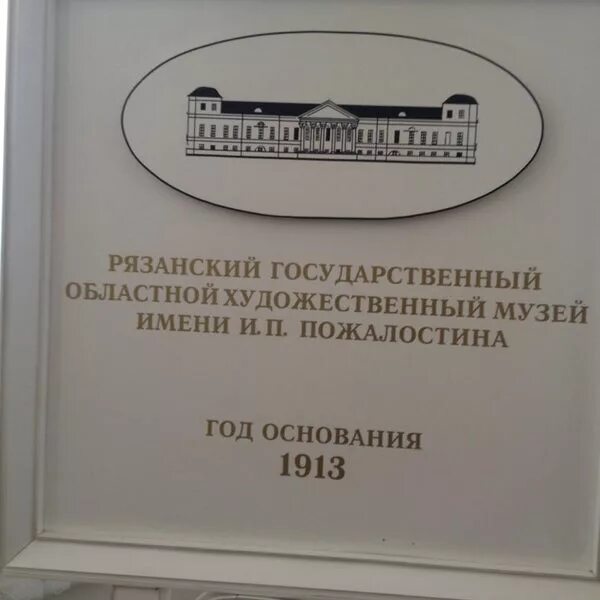 РЯЗАНСКИЙ ГОСУДАРСТВЕННЫЙ
ОБЛАСТНОЙ ХУДОЖЕСТВЕННЫЙ МУЗЕЙ
ИМЕНИ И.П. ПОЖАЛОСТИНА
ГОД ОСНОВАНИЯ
1913